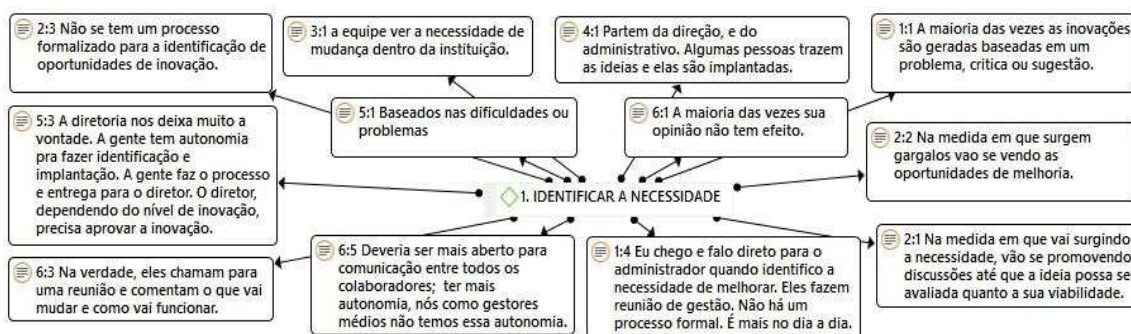 2:3 Não se tem um processo
formalizado para a identificação de
oportunidades de inovação.
3:1 a equipe ver a necessidade de
mudança dentro da instituição.
4:1 Partem da direção, e do
administrativo. Algumas pessoas trazem
as ideias e elas são implantadas.
1:1 A maioria das vezes as inovações
são geradas baseadas em um
problema, critica ou sugestão.
5:3 A diretoria nos deixa muito a
vontade. A gente tem autonomia
pra fazer identificação e
implantação. A gente faz o processo
e entrega para o diretor. O diretor,
dependendo do nível de inovação,
precisa aprovar a inovação.
5:1 Baseados nas dificuldades ou
problemas
6:1 A maioria das vezes sua
opinião não tem efeito.
2:2 Na medida em que surgem
gargalos vao se vendo as
oportunidades de melhoria.
1. IDENTIFICAR A NECESSIDADE
6:3 Na verdade, eles chamam para
uma reunião e comentam o que vai
mudar e como vai funcionar.
6:5 Deveria ser mais aberto para
comunicação entre todos os
colaboradores; ter mais
autonomia, nós como gestores
médios não temos essa autonomia.
1:4 Eu chego e falo direto para o
administrador quando identifico a
necessidade de melhorar. Eles fazem
reunião de gestão. Não há um
processo formal. É mais no dia a dia.
2:1 Na medida em que vai surgindo
a necessidade, vão se promovendo
discussões até que a ideia possa se
avaliada quanto a sua viabilidade.